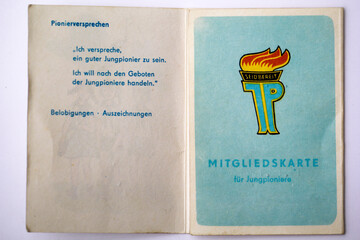 Pionierversprechen
„Ich verspreche,
ein guter Jungpionier zu sein.
Ich will nach den Geboten
der Jungpioniere handeln.“
Belobigungen · Auszeichnungen
SEID BEREIT
JP
MITGLIEDSKARTE
für Jungpioniere